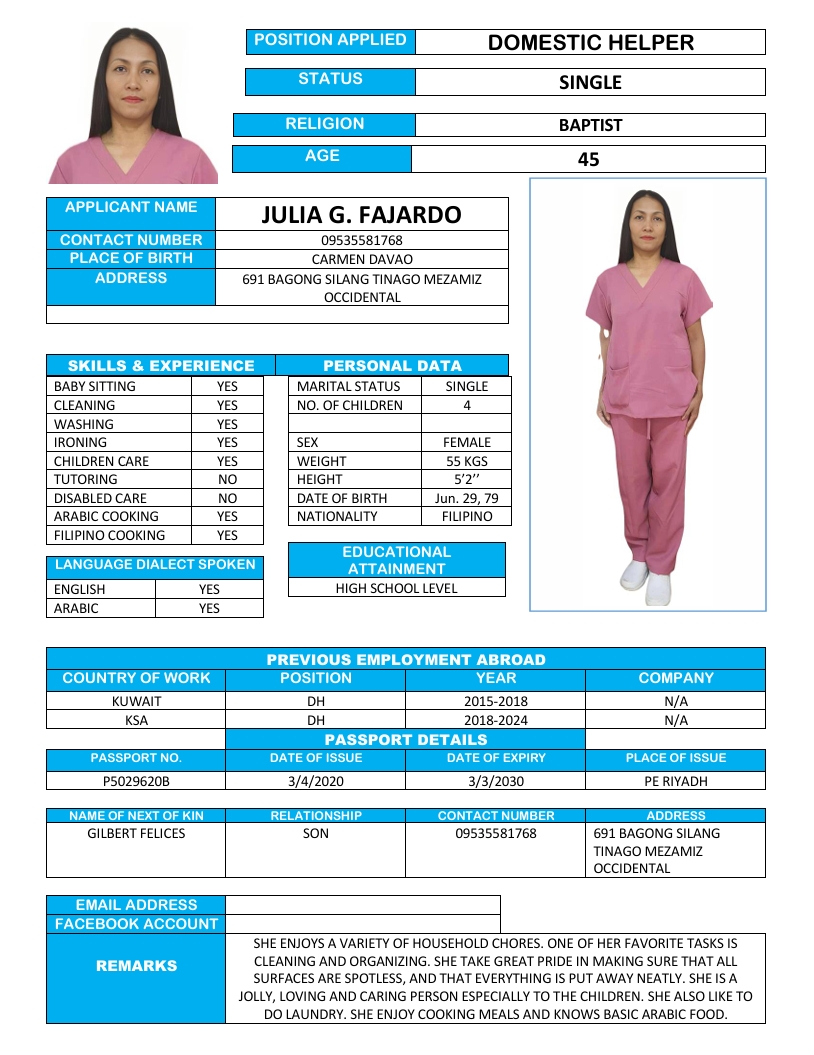 POSITION APPLIED DOMESTIC HELPER
STATUS SINGLE
RELIGION BAPTIST
AGE 45
APPLICANT NAME JULIA G. FAJARDO
CONTACT NUMBER 09535581768
PLACE OF BIRTH CARMEN DAVAO
ADDRESS 691 BAGONG SILANG TINAGO MEZAMIZ
OCCIDENTAL
SKILLS & EXPERIENCE PERSONAL DATA
BABY SITTING YES MARITAL STATUS SINGLE
CLEANING YES NO. OF CHILDREN 4
WASHING YES
IRONING YES SEX FEMALE
CHILDREN CARE YES WEIGHT 55 KGS
TUTORING NO HEIGHT 5’2’’
DISABLED CARE NO DATE OF BIRTH Jun. 29, 79
ARABIC COOKING YES NATIONALITY FILIPINO
FILIPINO COOKING YES
LANGUAGE DIALECT SPOKEN
ENGLISH YES
ARABIC YES
EDUCATIONAL
ATTAINMENT
HIGH SCHOOL LEVEL
PREVIOUS EMPLOYMENT ABROAD
COUNTRY OF WORK POSITION YEAR COMPANY
KUWAIT DH 2015-2018 N/A
KSA DH 2018-2024 N/A
PASSPORT DETAILS
PASSPORT NO. DATE OF ISSUE DATE OF EXPIRY PLACE OF ISSUE
P5029620B 3/4/2020 3/3/2030 PE RIYADH
NAME OF NEXT OF KIN RELATIONSHIP CONTACT NUMBER ADDRESS
GILBERT FELICES SON 09535581768 691 BAGONG SILANG
TINAGO MEZAMIZ
OCCIDENTAL
EMAIL ADDRESS
FACEBOOK ACCOUNT
REMARKS
SHE ENJOYS A VARIETY OF HOUSEHOLD CHORES. ONE OF HER FAVORITE TASKS IS
CLEANING AND ORGANIZING. SHE TAKE GREAT PRIDE IN MAKING SURE THAT ALL
SURFACES ARE SPOTLESS, AND THAT EVERYTHING IS PUT AWAY NEATLY. SHE IS A
JOLLY, LOVING AND CARING PERSON ESPECIALLY TO THE CHILDREN. SHE ALSO LIKE TO
DO LAUNDRY. SHE ENJOY COOKING MEALS AND KNOWS BASIC ARABIC FOOD.